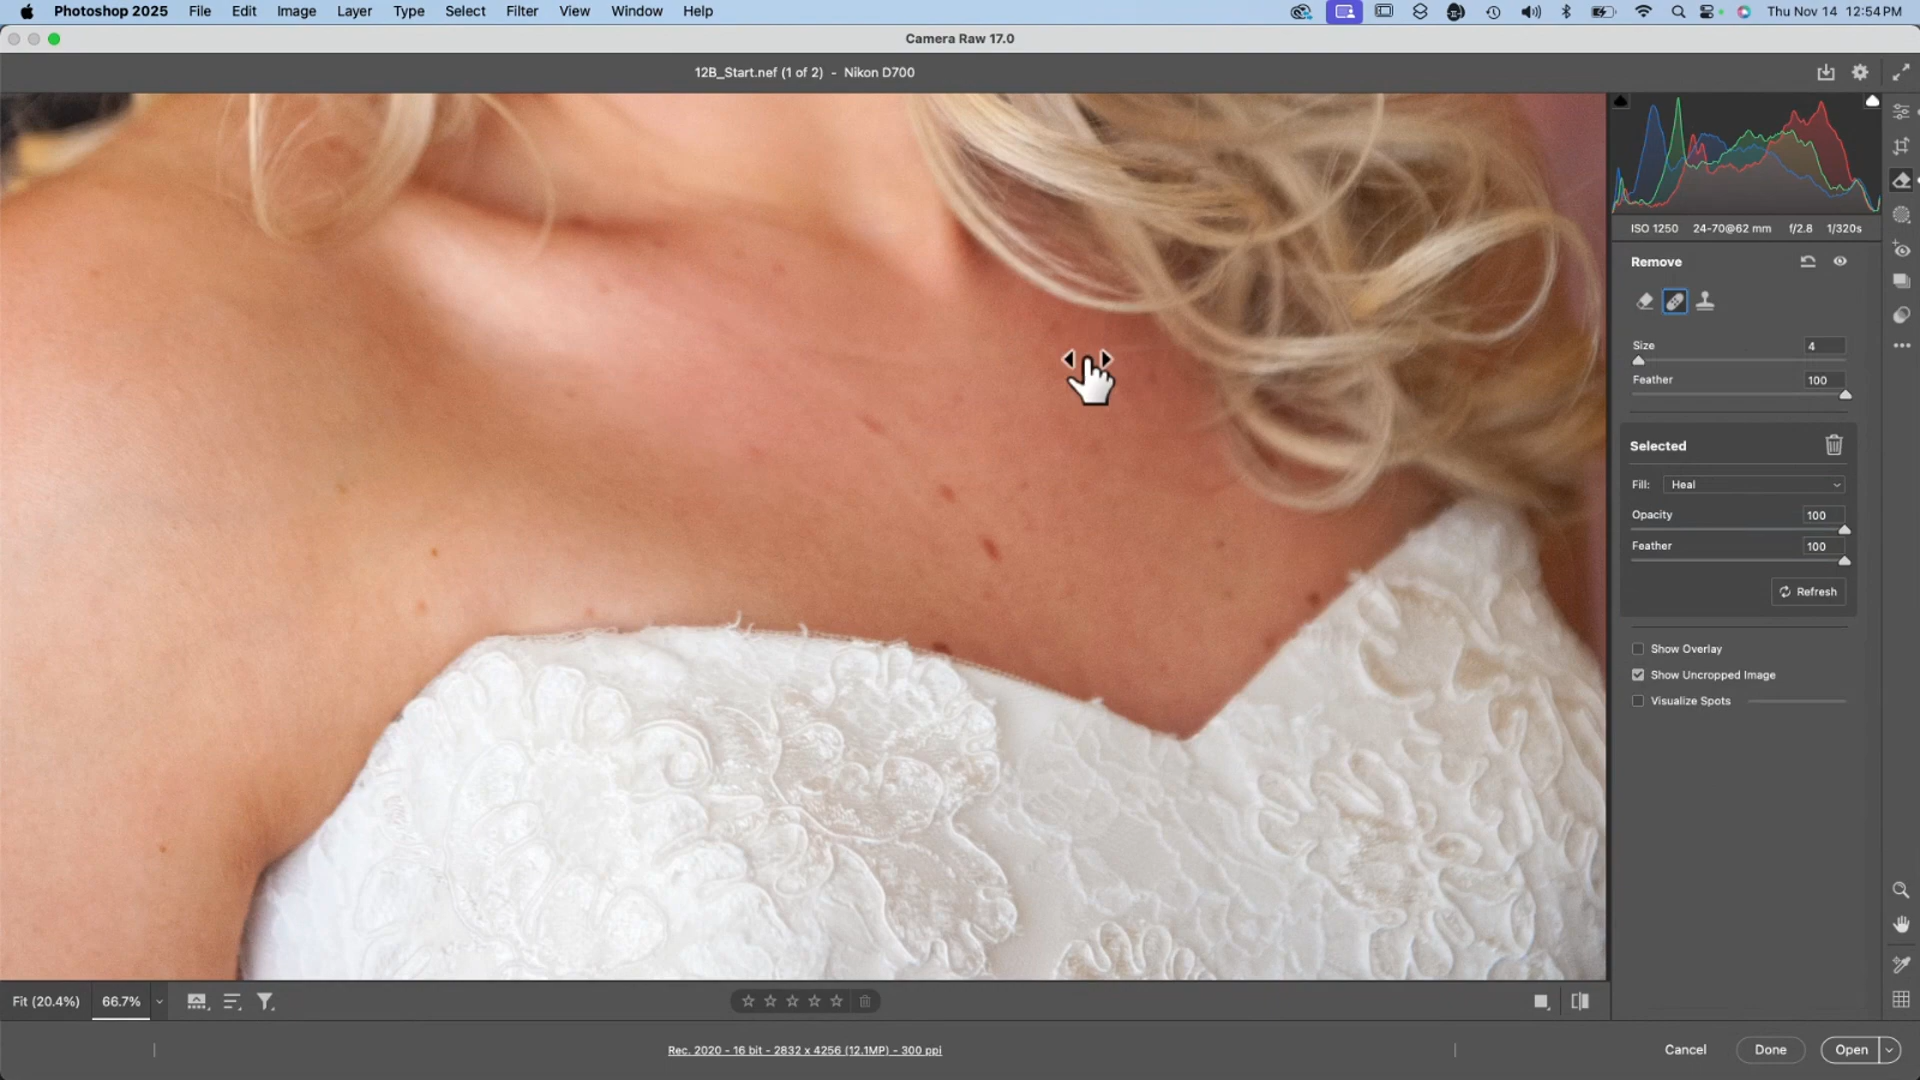 Photoshop 2025 File Edit Image Layer Type Select Filter View Window Help Thu Nov 14 12:54 PM
Camera Raw 17.0
12B_Start.nef (1 of 2) - Nikon D700
ISO 1250 24-70@62 mm f/2.8 1/320s
Remove
Size 4
Feather 100
Selected
Fill: Heal
Opacity 100
Feather 100
Refresh
Show Overlay
Show Uncropped Image
Visualize Spots
Fit (20.4%) 66.7%
Rec. 2020 - 16 bit - 2832 x 4256 (12.1MP) - 300 ppi
Cancel Done Open